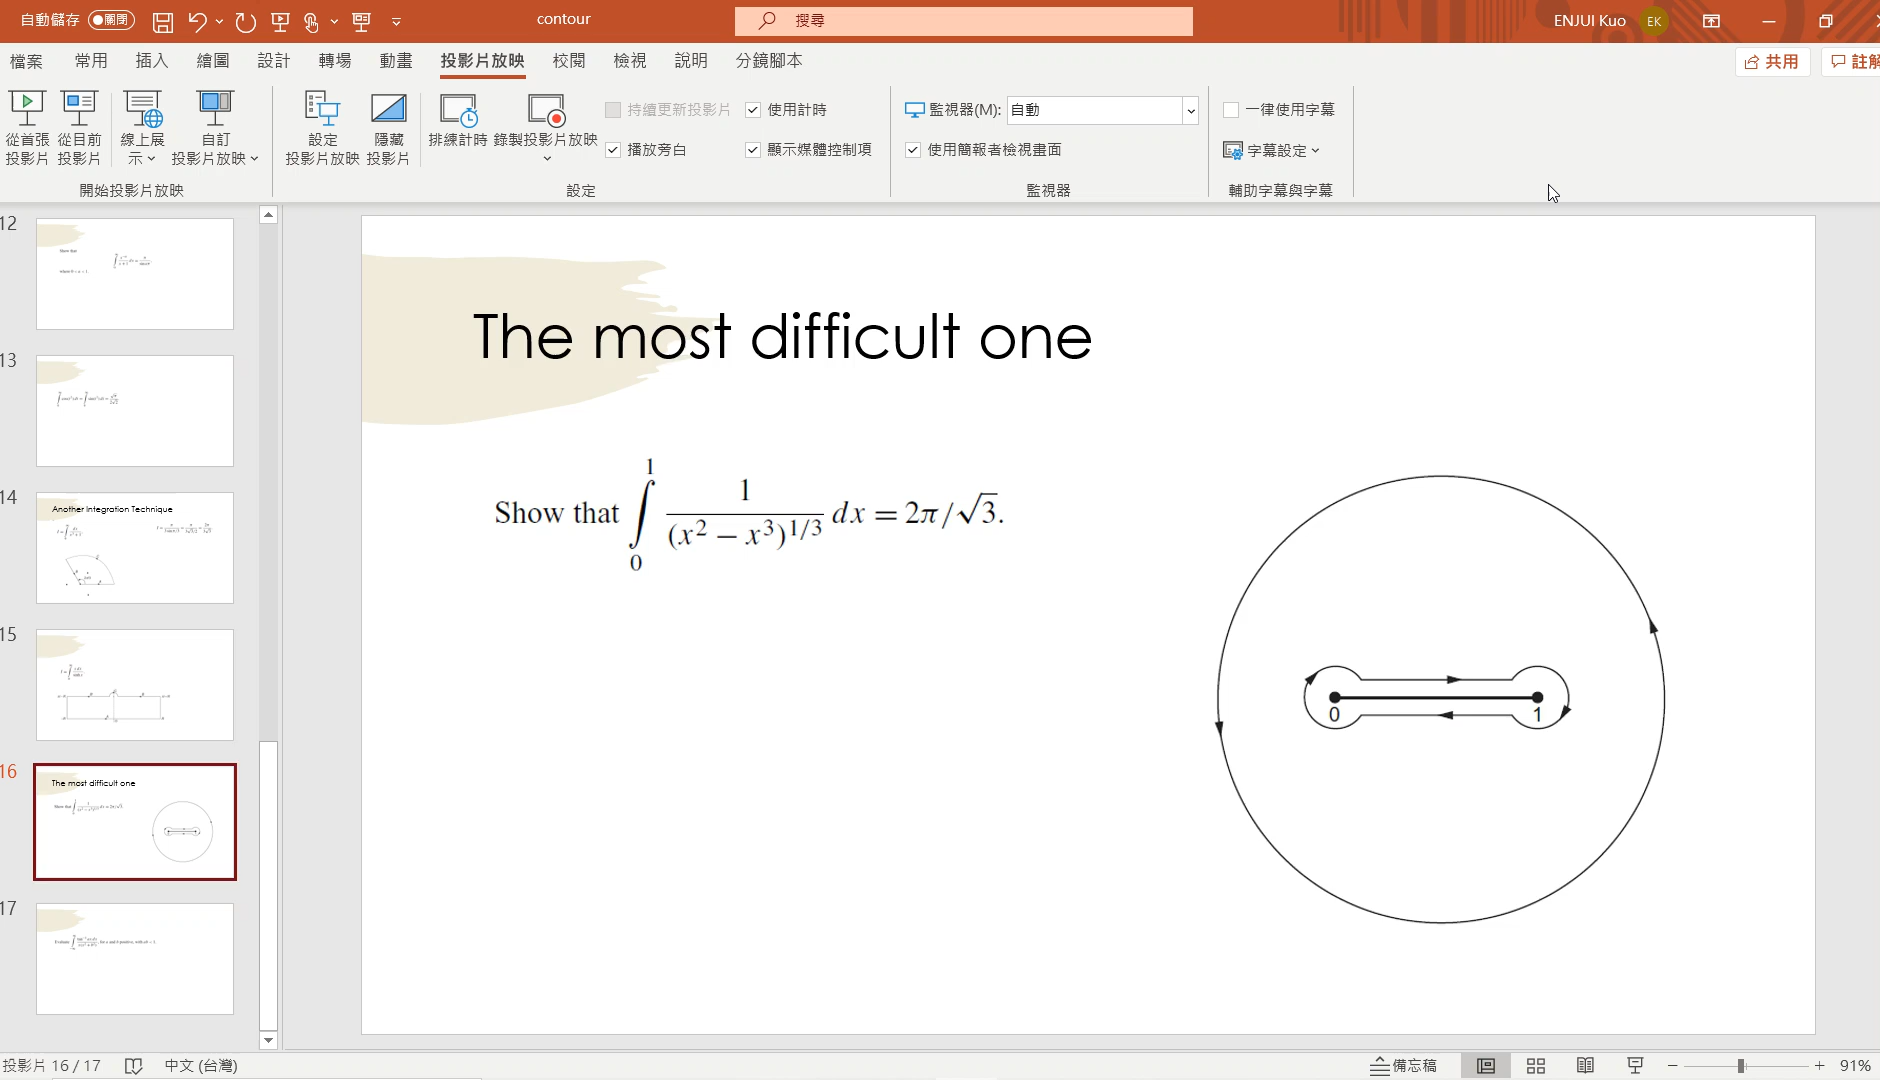 自動儲存 關閉 contour 搜尋 ENJUI Kuo EK
檔案 常用 插入 繪圖 設計 轉場 動畫 投影片放映 校閱 檢視 說明 分鏡腳本 共用 註解
從首張
投影片
從目前
投影片
線上展
示
自訂
投影片放映
開始投影片放映
設定
投影片放映
隱藏
投影片
排練計時
錄製投影片放映
持續更新投影片
使用計時
播放旁白
顯示媒體控制項
設定
監視器(M): 自動
使用簡報者檢視畫面
監視器
一律使用字幕
字幕設定
輔助字幕與字幕
12
Show that
where 0 < a < 1.
13
14
Another Integration Technique
15
16
The most difficult one
17
The most difficult one
Show that ∫₀¹ 1/(x² − x³)^{1/3} dx = 2π/√3.
0 1
投影片 16 / 17 中文 (台灣) 備忘稿 91%